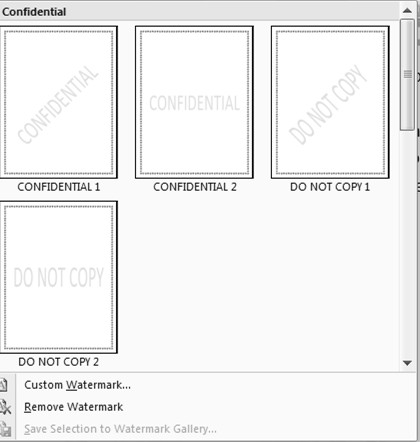 Confidential
CONFIDENTIAL
CONFIDENTIAL
DO NOT COPY
CONFIDENTIAL 1
CONFIDENTIAL 2
DO NOT COPY 1
DO NOT COPY
DO NOT COPY 2
Custom Watermark...
Remove Watermark
Save Selection to Watermark Gallery...